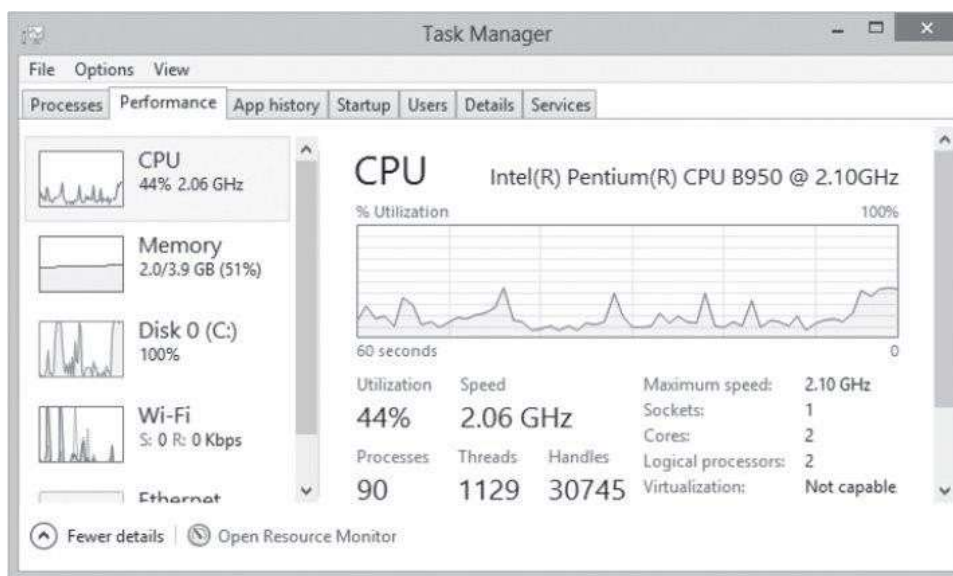 Task Manager
File Options View
Processes Performance App history Startup Users Details Services
CPU
44% 2.06 GHz
Memory
2.0/3.9 GB (51%)
Disk 0 (C:)
100%
Wi-Fi
S: 0 R: 0 Kbps
Ethernet
CPU Intel(R) Pentium(R) CPU B950 @ 2.10GHz
% Utilization 100%
60 seconds 0
Utilization Speed
44% 2.06 GHz
Processes Threads Handles
90 1129 30745
Maximum speed: 2.10 GHz
Sockets: 1
Cores: 2
Logical processors: 2
Virtualization: Not capable
Fewer details Open Resource Monitor